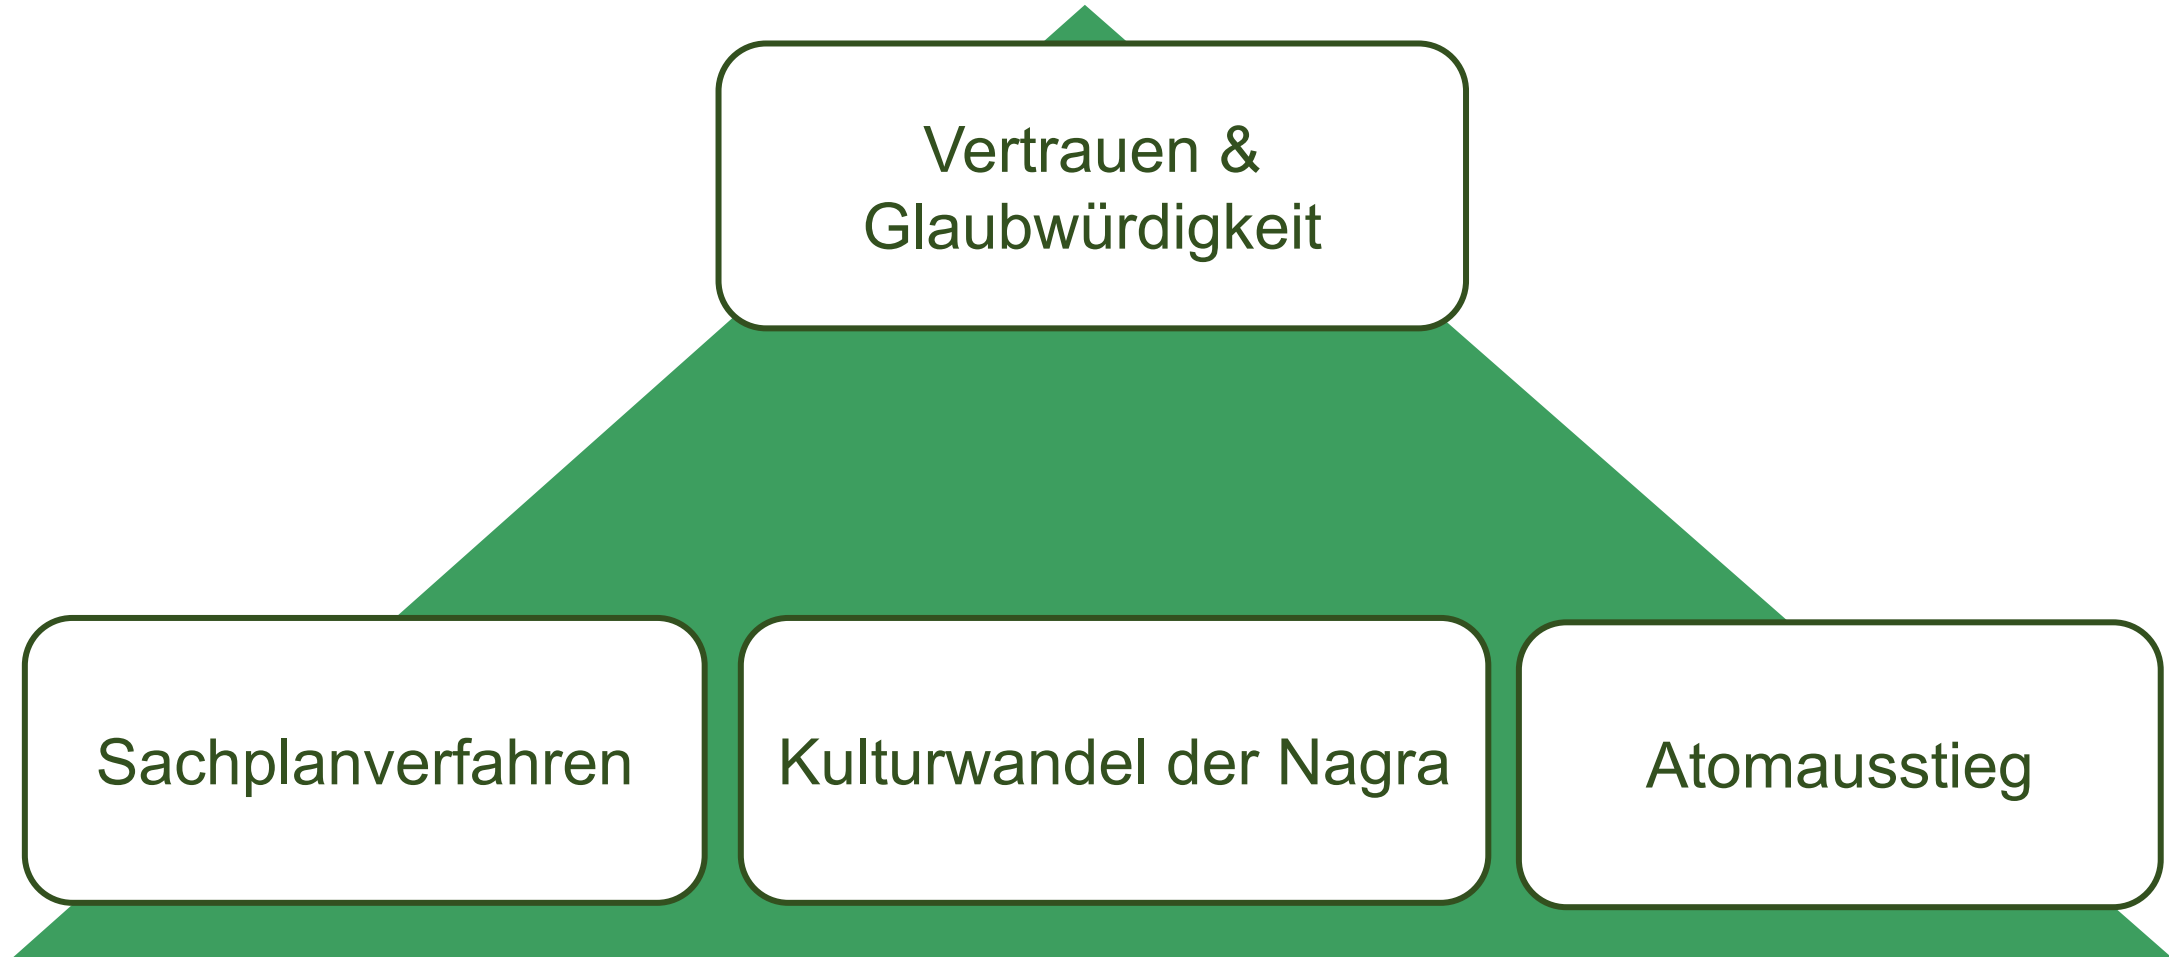 Vertrauen &
Glaubwürdigkeit
Sachplanverfahren
Kulturwandel der Nagra
Atomausstieg